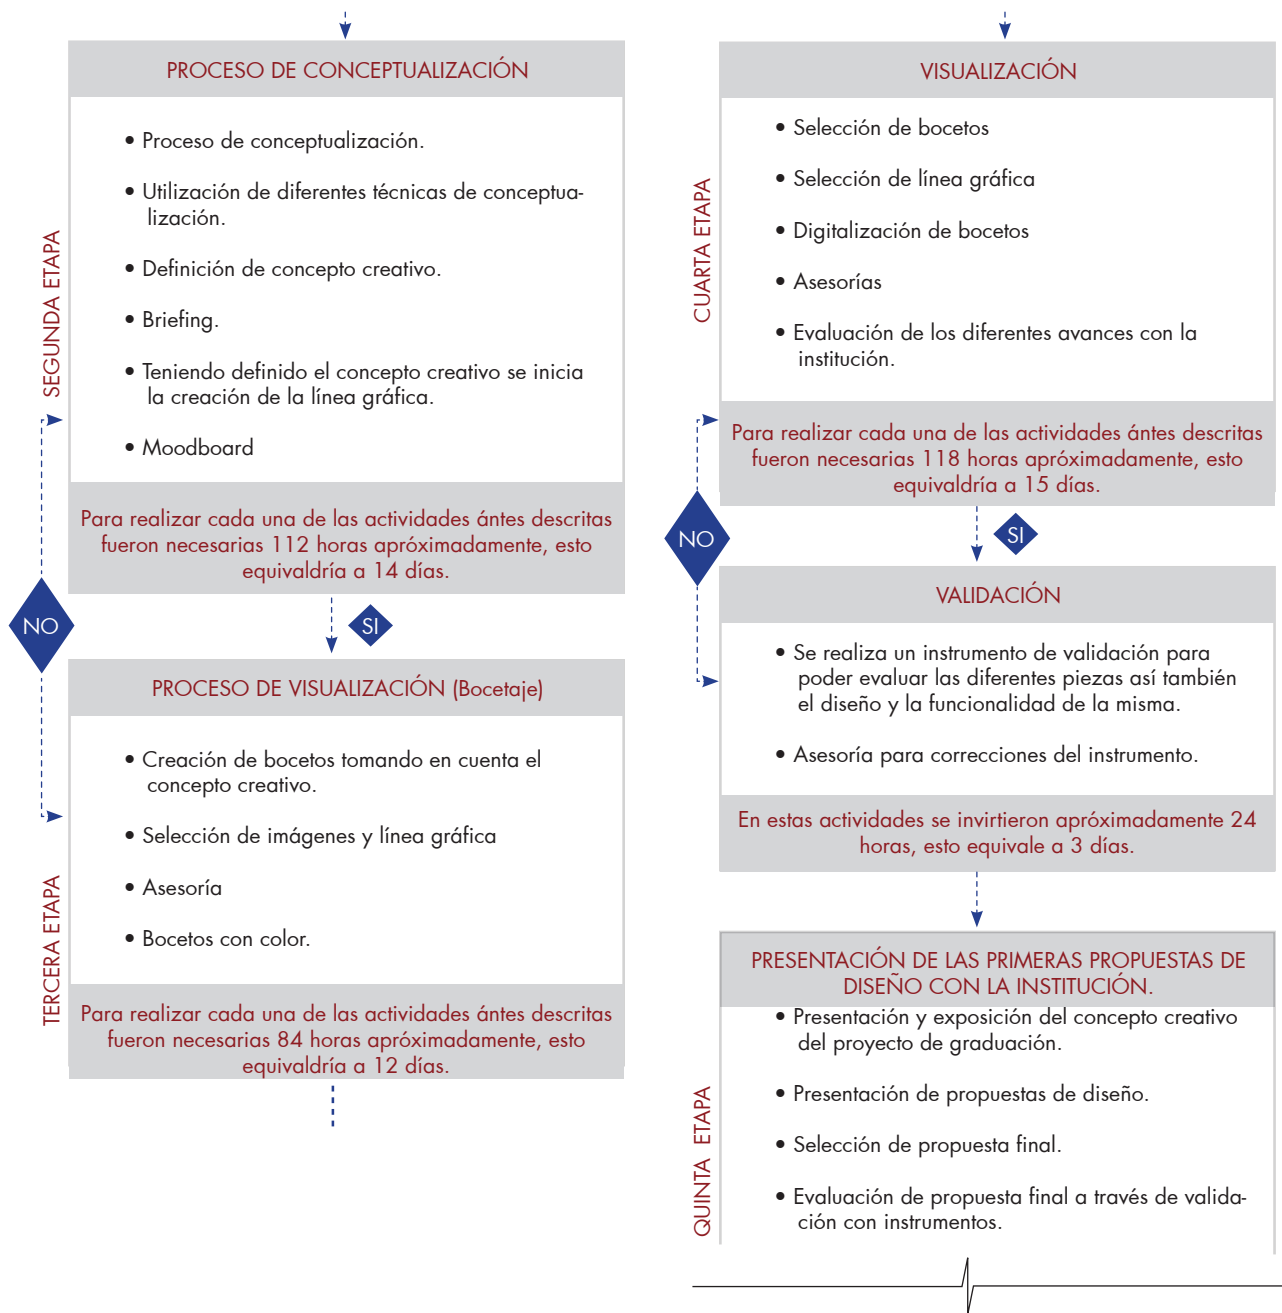 PROCESO DE CONCEPTUALIZACIÓN
• Proceso de conceptualización.
• Utilización de diferentes técnicas de conceptua-
lización.
• Definición de concepto creativo.
• Briefing.
• Teniendo definido el concepto creativo se inicia
la creación de la línea gráfica.
• Moodboard
SEGUNDA ETAPA
Para realizar cada una de las actividades ántes descritas
fueron necesarias 112 horas apróximadamente, esto
equivaldría a 14 días.
NO
SI
PROCESO DE VISUALIZACIÓN (Bocetaje)
• Creación de bocetos tomando en cuenta el
concepto creativo.
• Selección de imágenes y línea gráfica
• Asesoría
• Bocetos con color.
TERCERA ETAPA
Para realizar cada una de las actividades ántes descritas
fueron necesarias 84 horas apróximadamente, esto
equivaldría a 12 días.
VISUALIZACIÓN
• Selección de bocetos
• Selección de línea gráfica
• Digitalización de bocetos
• Asesorías
• Evaluación de los diferentes avances con la
institución.
CUARTA ETAPA
Para realizar cada una de las actividades ántes descritas
fueron necesarias 118 horas apróximadamente, esto
equivaldría a 15 días.
NO
SI
VALIDACIÓN
• Se realiza un instrumento de validación para
poder evaluar las diferentes piezas así también
el diseño y la funcionalidad de la misma.
• Asesoría para correcciones del instrumento.
En estas actividades se invirtieron apróximadamente 24
horas, esto equivale a 3 días.
PRESENTACIÓN DE LAS PRIMERAS PROPUESTAS DE
DISEÑO CON LA INSTITUCIÓN.
• Presentación y exposición del concepto creativo
del proyecto de graduación.
• Presentación de propuestas de diseño.
• Selección de propuesta final.
• Evaluación de propuesta final a través de valida-
ción con instrumentos.
QUINTA ETAPA